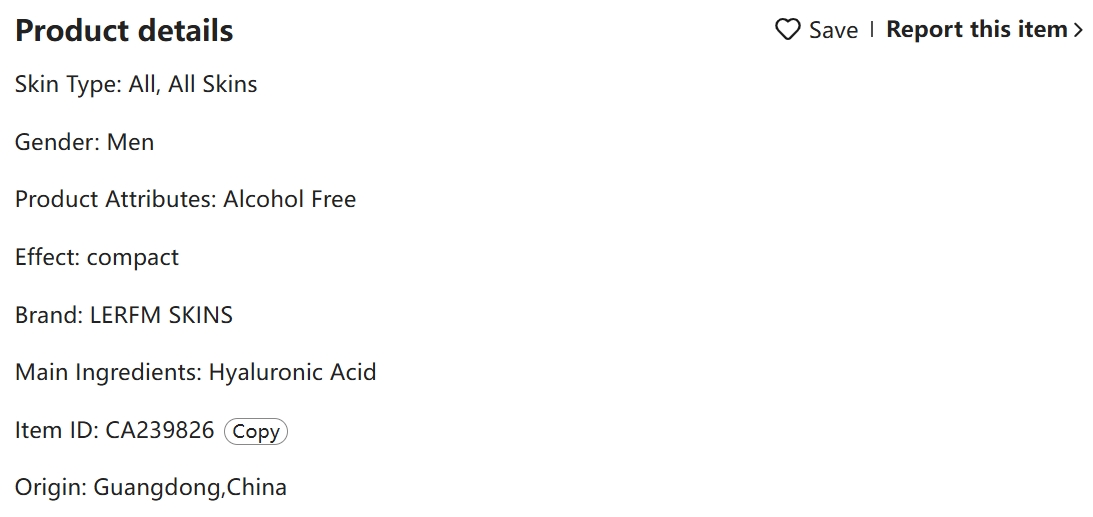 Product details
Save | Report this item >
Skin Type: All, All Skins
Gender: Men
Product Attributes: Alcohol Free
Effect: compact
Brand: LERFM SKINS
Main Ingredients: Hyaluronic Acid
Item ID: CA239826 Copy
Origin: Guangdong,China